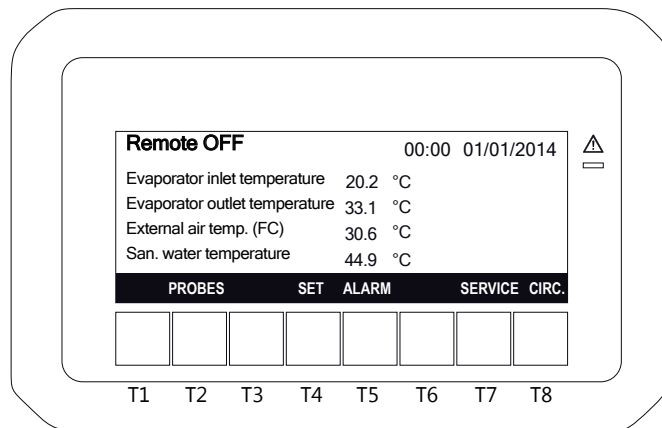 Remote OFF 00:00 01/01/2014
Evaporator inlet temperature 20.2 °C
Evaporator outlet temperature 33.1 °C
External air temp. (FC) 30.6 °C
San. water temperature 44.9 °C
PROBES SET ALARM SERVICE CIRC.
T1 T2 T3 T4 T5 T6 T7 T8